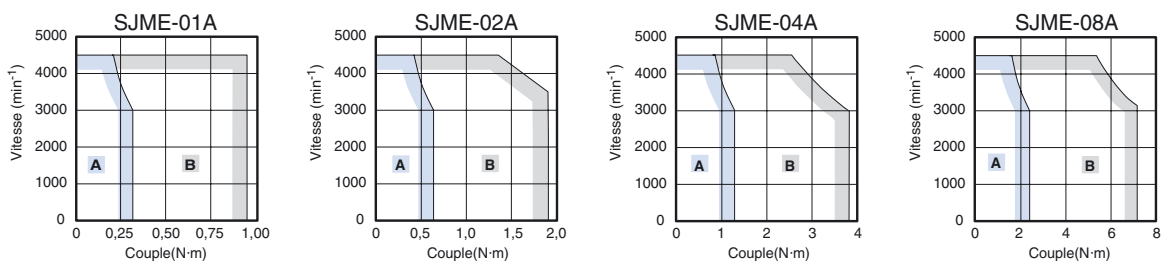 SJME-01A
Vitesse (min⁻¹)
5000
4000
3000
2000
1000
0
A
B
0 0,25 0,50 0,75 1,00
Couple(N·m)
SJME-02A
Vitesse (min⁻¹)
5000
4000
3000
2000
1000
0
A
B
0 0,5 1,0 1,5 2,0
Couple(N·m)
SJME-04A
Vitesse (min⁻¹)
5000
4000
3000
2000
1000
0
A
B
0 1 2 3 4
Couple(N·m)
SJME-08A
Vitesse (min⁻¹)
5000
4000
3000
2000
1000
0
A
B
0 2 4 6 8
Couple(N·m)